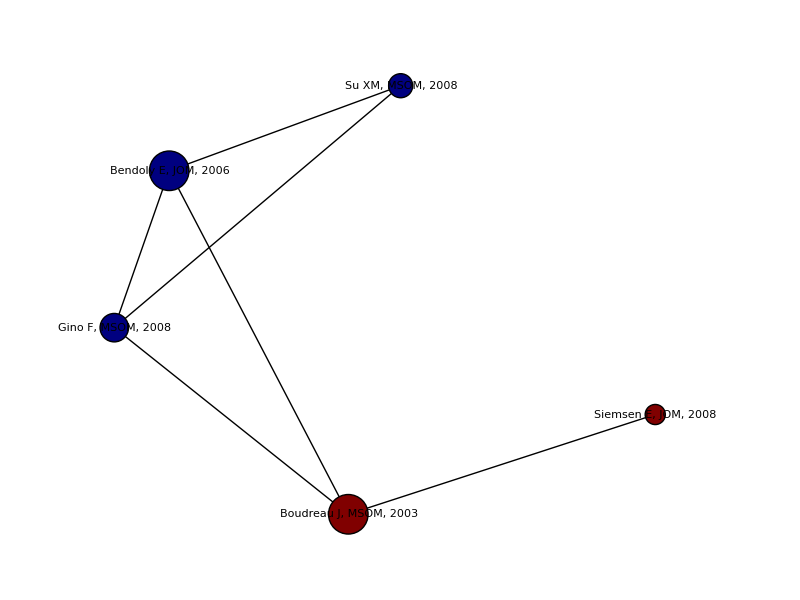 Su XM, MSOM, 2008
Bendoly E, JOM, 2006
Gino F, MSOM, 2008
Siemsen E, JOM, 2008
Boudreau J, MSOM, 2003